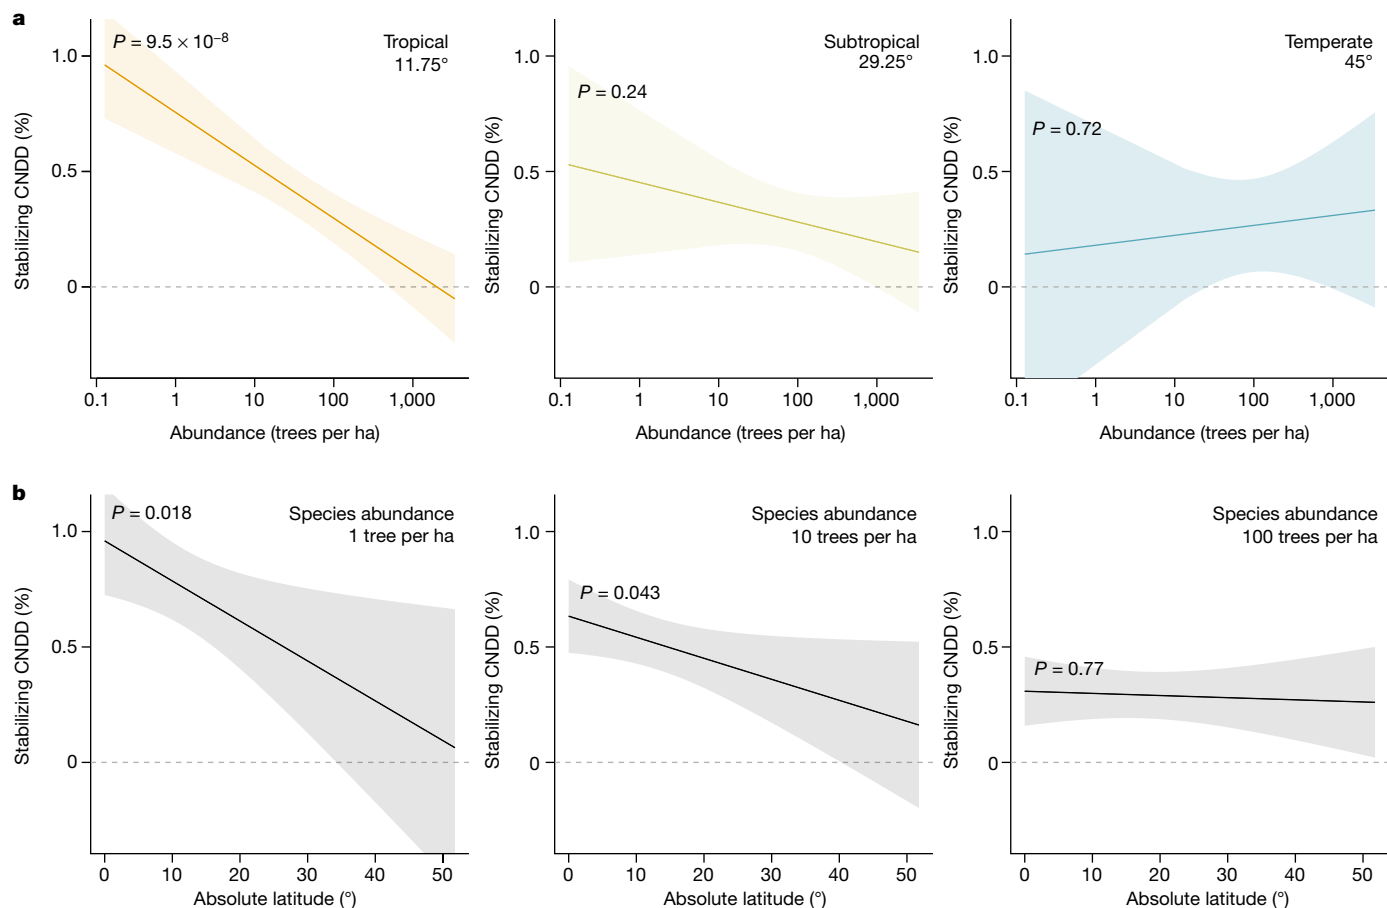 a
P = 9.5 × 10⁻⁸
Tropical
11.75°
1.0
0.5
0
Stabilizing CNDD (%)
0.1 1 10 100 1,000
Abundance (trees per ha)
Subtropical
29.25°
P = 0.24
1.0
0.5
0
Stabilizing CNDD (%)
0.1 1 10 100 1,000
Abundance (trees per ha)
Temperate
45°
P = 0.72
1.0
0.5
0
Stabilizing CNDD (%)
0.1 1 10 100 1,000
Abundance (trees per ha)
b
P = 0.018
Species abundance
1 tree per ha
1.0
0.5
0
Stabilizing CNDD (%)
0 10 20 30 40 50
Absolute latitude (°)
Species abundance
10 trees per ha
P = 0.043
1.0
0.5
0
Stabilizing CNDD (%)
0 10 20 30 40 50
Absolute latitude (°)
Species abundance
100 trees per ha
P = 0.77
1.0
0.5
0
Stabilizing CNDD (%)
0 10 20 30 40 50
Absolute latitude (°)